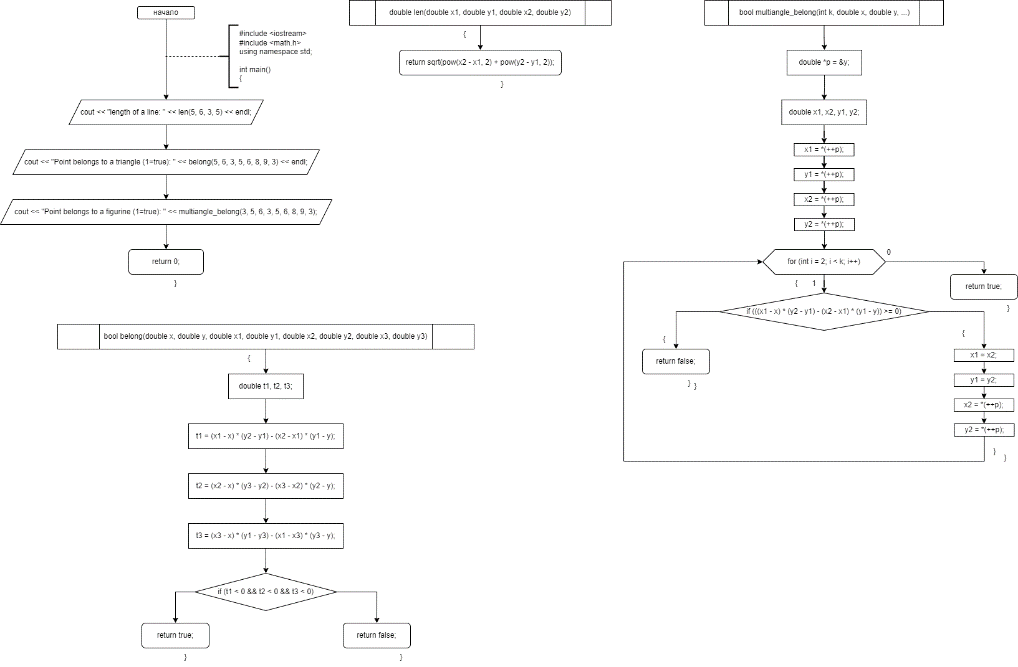 начало
#include <iostream>
#include <math.h>
using namespace std;
int main()
{
cout << "length of a line: " << len(5, 6, 3, 5) << endl;
cout << "Point belongs to a triangle (1=true): " << belong(5, 6, 3, 5, 6, 8, 9, 3) << endl;
cout << "Point belongs to a figurine (1=true): " << multiangle_belong(3, 5, 6, 3, 5, 6, 8, 9, 3);
return 0;
}
double len(double x1, double y1, double x2, double y2)
{
return sqrt(pow(x2 - x1, 2) + pow(y2 - y1, 2));
}
bool multiangle_belong(int k, double x, double y, ...)
double *p = &y;
double x1, x2, y1, y2;
x1 = *(++p);
y1 = *(++p);
x2 = *(++p);
y2 = *(++p);
for (int i = 2; i < k; i++)
0
return true;
}
{ 1
if (((x1 - x) * (y2 - y1) - (x2 - x1) * (y1 - y)) >= 0)
{
return false;
} }
{
x1 = x2;
y1 = y2;
x2 = *(++p);
y2 = *(++p);
}
}
bool belong(double x, double y, double x1, double y1, double x2, double y2, double x3, double y3)
{
double t1, t2, t3;
t1 = (x1 - x) * (y2 - y1) - (x2 - x1) * (y1 - y);
t2 = (x2 - x) * (y3 - y2) - (x3 - x2) * (y2 - y);
t3 = (x3 - x) * (y1 - y3) - (x1 - x3) * (y3 - y);
if (t1 < 0 && t2 < 0 && t3 < 0)
return true;
}
return false;
}